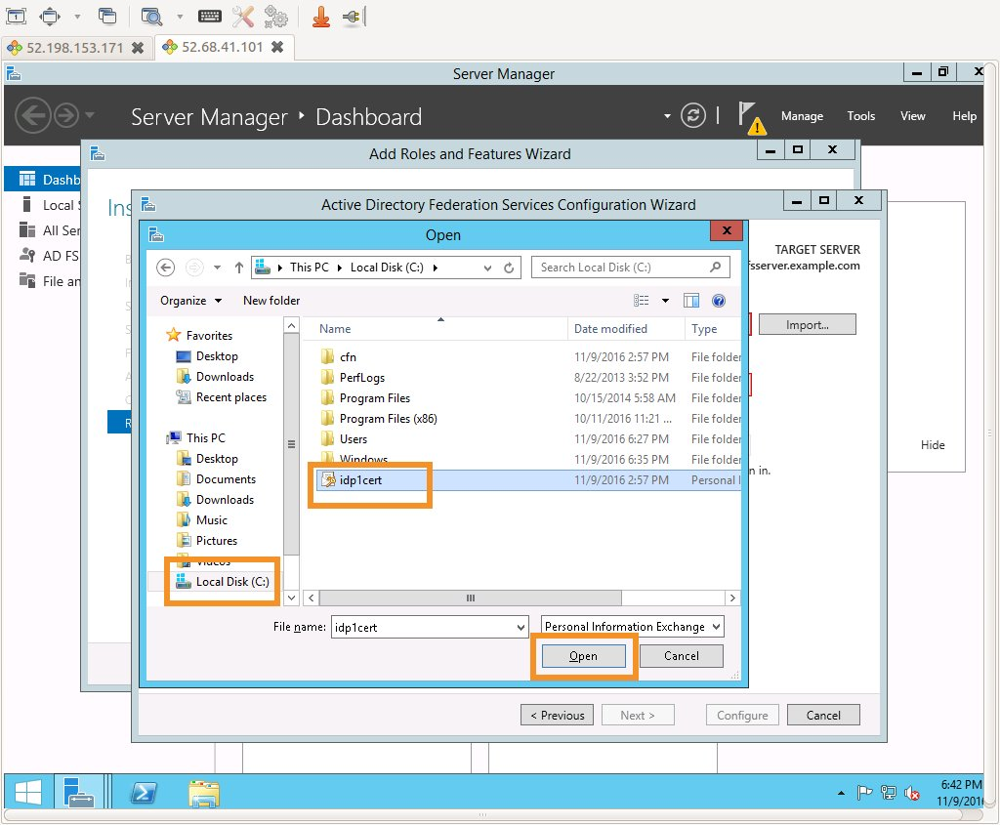 52.198.153.171
52.68.41.101
Server Manager
Server Manager Dashboard
Manage Tools View Help
Add Roles and Features Wizard
Dashb
Local S
All Ser
AD FS
File an
Ins
Active Directory Federation Services Configuration Wizard
TARGET SERVER
fsserver.example.com
Import...
Hide
n in.
Open
This PC Local Disk (C:)
Search Local Disk (C:)
Organize New folder
Favorites
Desktop
Downloads
Recent places
This PC
Desktop
Documents
Downloads
Music
Pictures
Videos
Local Disk (C:)
Name Date modified Type
cfn 11/9/2016 2:57 PM File folder
PerfLogs 8/22/2013 3:52 PM File folder
Program Files 10/15/2014 5:58 AM File folder
Program Files (x86) 10/11/2016 11:21 ... File folder
Users 11/9/2016 6:27 PM File folder
Windows 11/9/2016 6:35 PM File folder
idp1cert 11/9/2016 2:57 PM Personal I
File name: idp1cert Personal Information Exchange
Open Cancel
< Previous Next > Configure Cancel
6:42 PM
11/9/2016